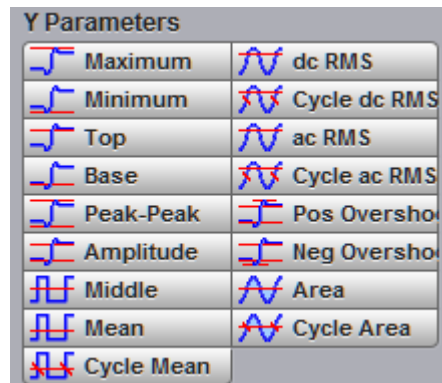 Y Parameters
Maximum
dc RMS
Minimum
Cycle dc RMS
Top
ac RMS
Base
Cycle ac RMS
Peak-Peak
Pos Oversho
Amplitude
Neg Oversho
Middle
Area
Mean
Cycle Area
Cycle Mean